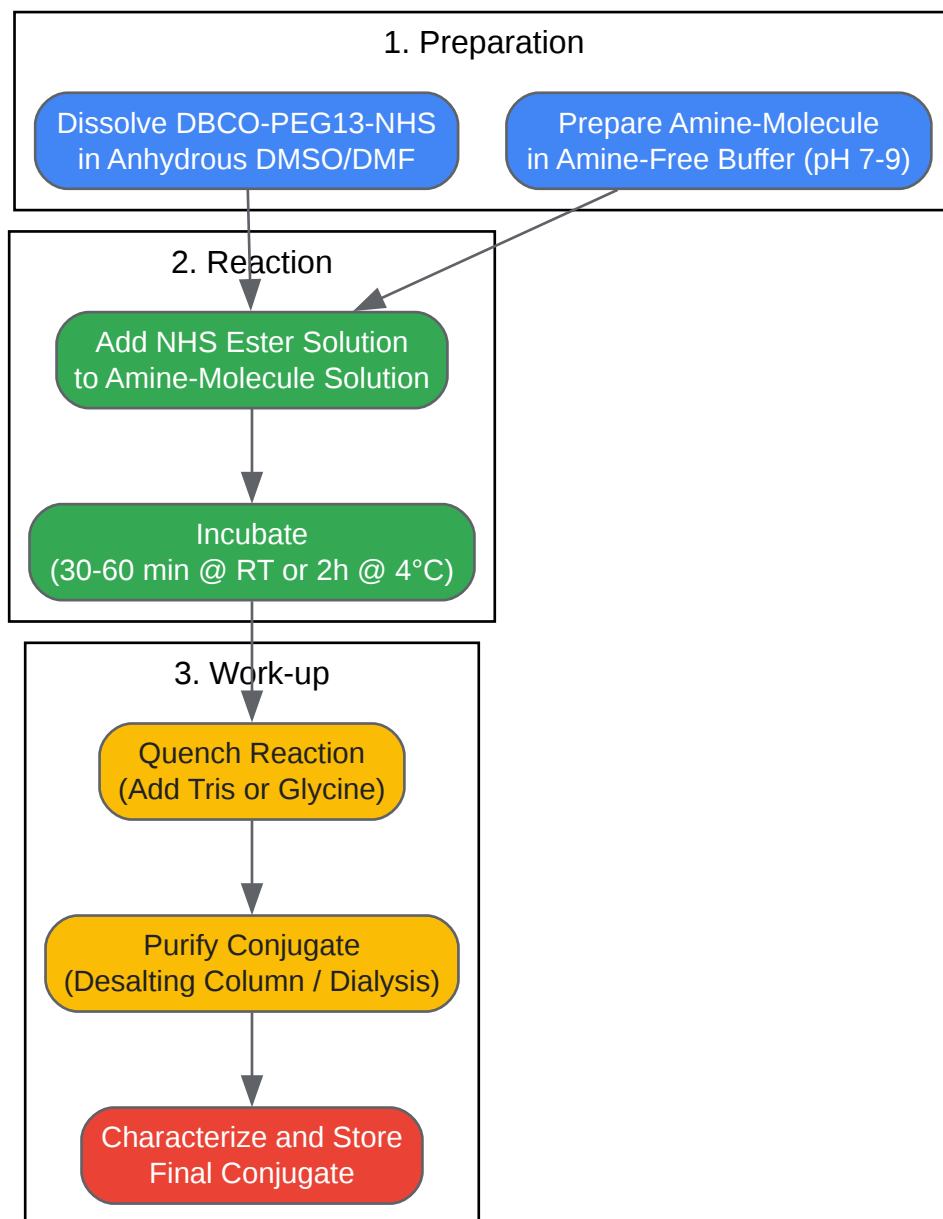 1. Preparation
Dissolve DBCO-PEG13-NHS
in Anhydrous DMSO/DMF
Prepare Amine-Molecule
in Amine-Free Buffer (pH 7-9)
2. Reaction
Add NHS Ester Solution
to Amine-Molecule Solution
Incubate
(30-60 min @ RT or 2h @ 4°C)
3. Work-up
Quench Reaction
(Add Tris or Glycine)
Purify Conjugate
(Desalting Column / Dialysis)
Characterize and Store
Final Conjugate